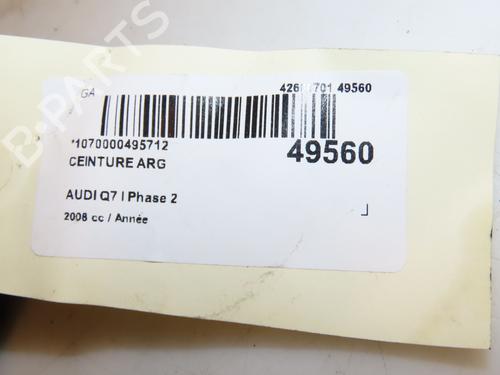 GA
49560
*1070000495712
49560
CEINTURE ARG
AUDI Q7 I Phase 2
2008 cc / Année
B-PARTS